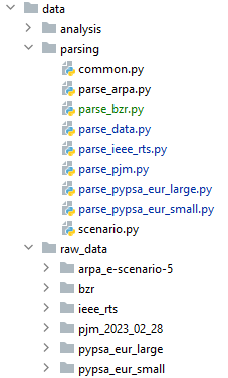 data
analysis
parsing
common.py
parse_arpa.py
parse_bzr.py
parse_data.py
parse_ieee_rts.py
parse_pjm.py
parse_pypsa_eur_large.py
parse_pypsa_eur_small.py
scenario.py
raw_data
arpa_e-scenario-5
bzr
ieee_rts
pjm_2023_02_28
pypsa_eur_large
pypsa_eur_small